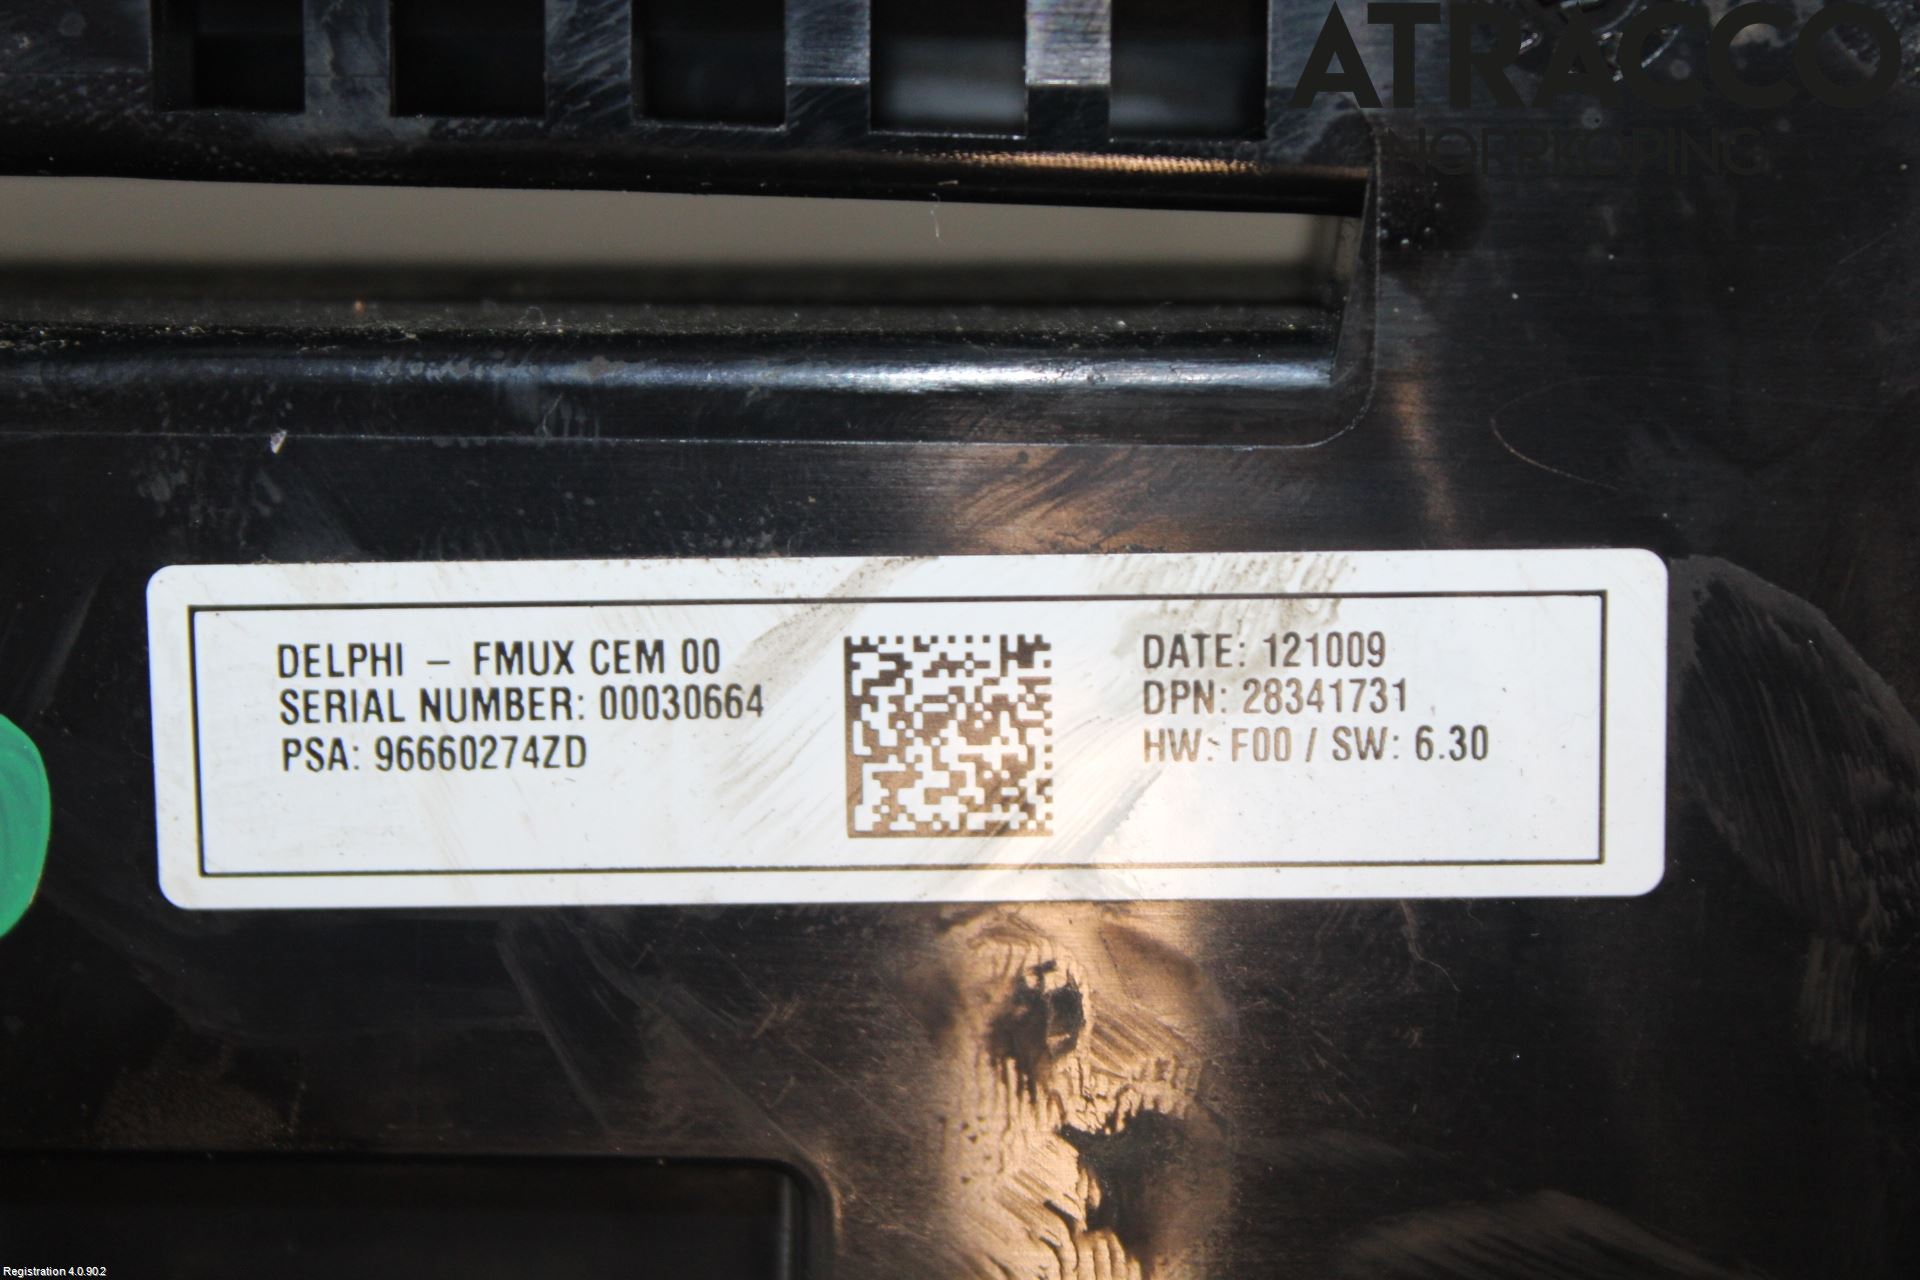 ATRACCO
NORRKÖPING
DELPHI - FMUX CEM 00
SERIAL NUMBER: 00030664
PSA: 96660274ZD
DATE: 121009
DPN: 28341731
HW: F00 / SW: 6.30
Registration 4.0.90.2